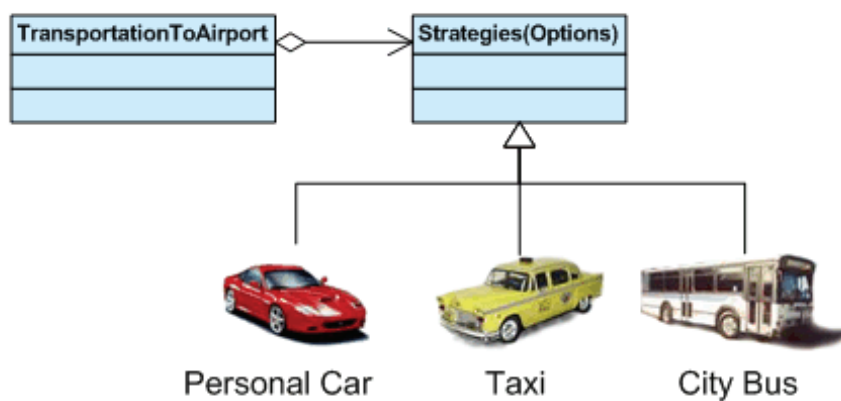 TransportationToAirport
Strategies(Options)
Personal Car
Taxi
City Bus